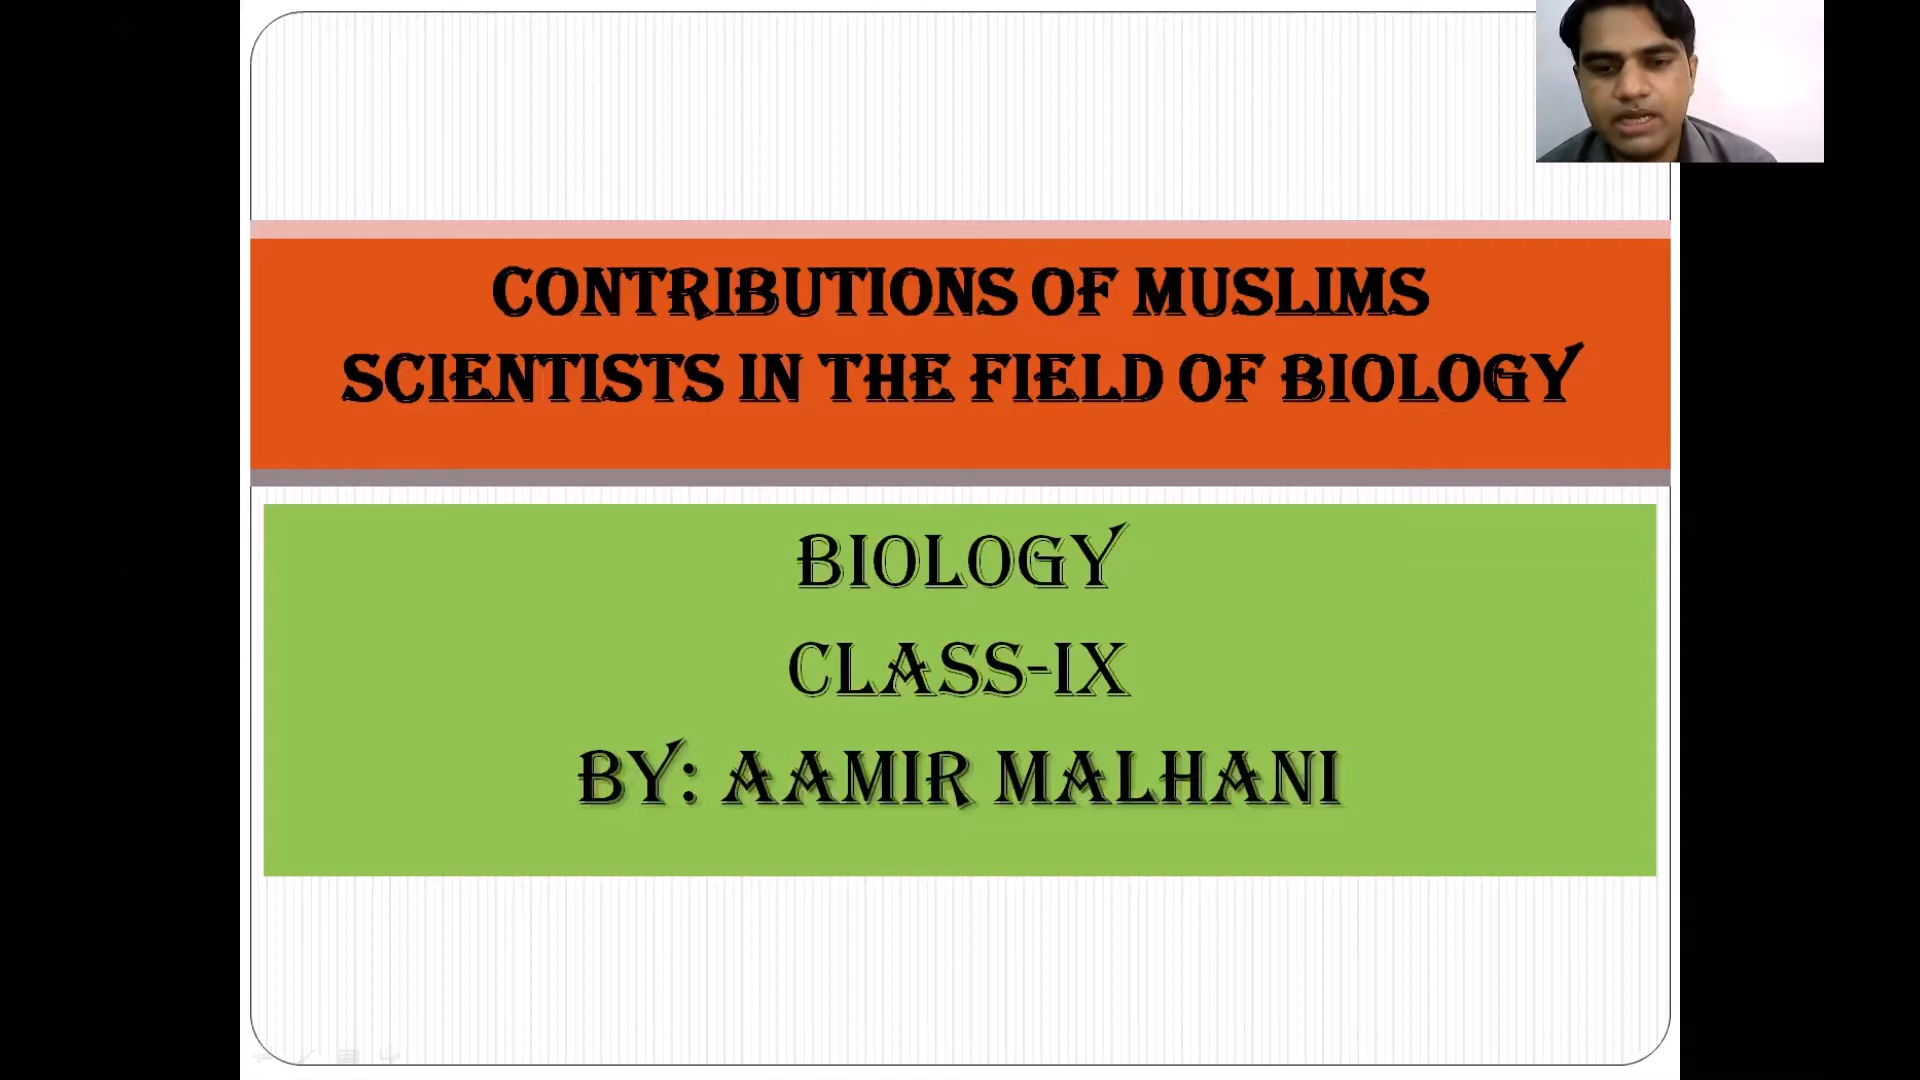 CONTRIBUTIONS OF MUSLIMS
SCIENTISTS IN THE FIELD OF BIOLOGY
BIOLOGY
CLASS-IX
BY: AAMIR MALHANI